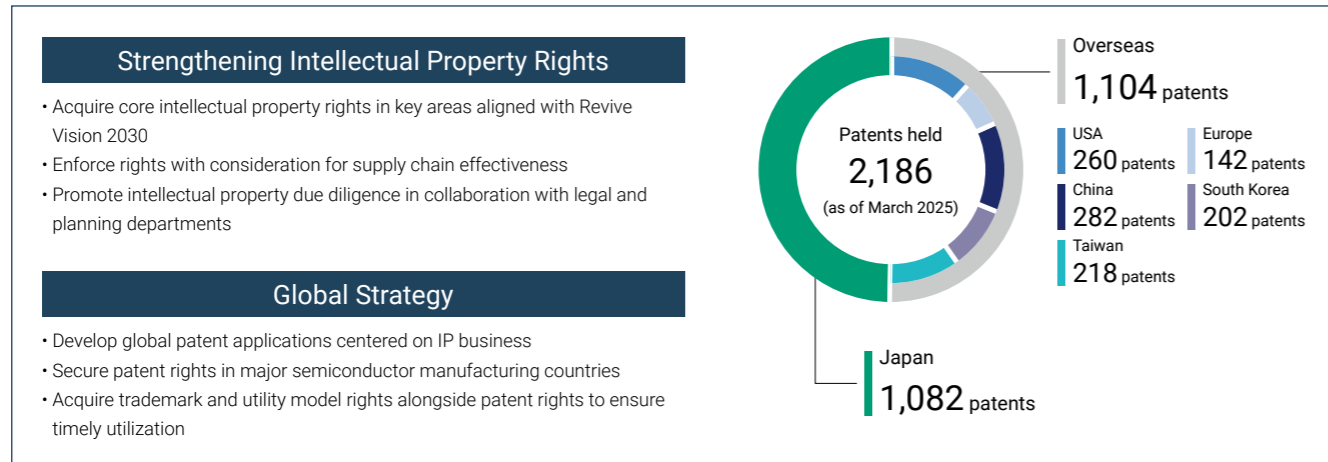 Strengthening Intellectual Property Rights
• Acquire core intellectual property rights in key areas aligned with Revive
Vision 2030
• Enforce rights with consideration for supply chain effectiveness
• Promote intellectual property due diligence in collaboration with legal and
planning departments
Global Strategy
• Develop global patent applications centered on IP business
• Secure patent rights in major semiconductor manufacturing countries
• Acquire trademark and utility model rights alongside patent rights to ensure
timely utilization
Patents held
2,186
(as of March 2025)
Overseas
1,104 patents
USA
260 patents
Europe
142 patents
China
282 patents
South Korea
202 patents
Taiwan
218 patents
Japan
1,082 patents